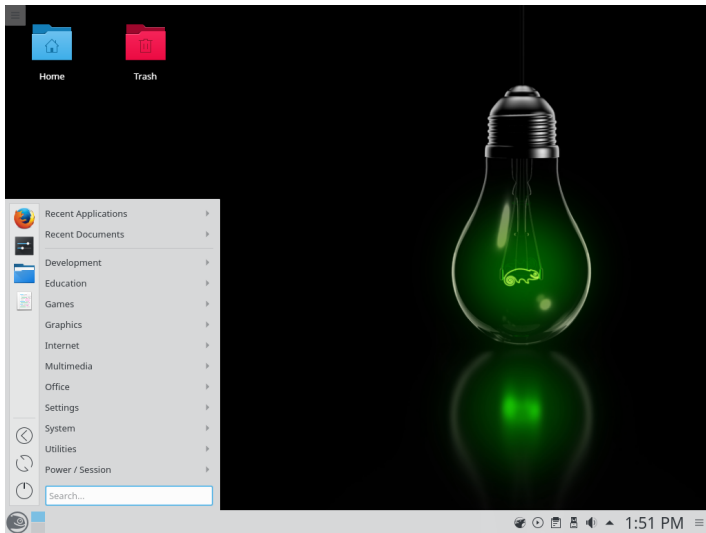 Home
Trash
Recent Applications
Recent Documents
Development
Education
Games
Graphics
Internet
Multimedia
Office
Settings
System
Utilities
Power / Session
Search...
1:51 PM